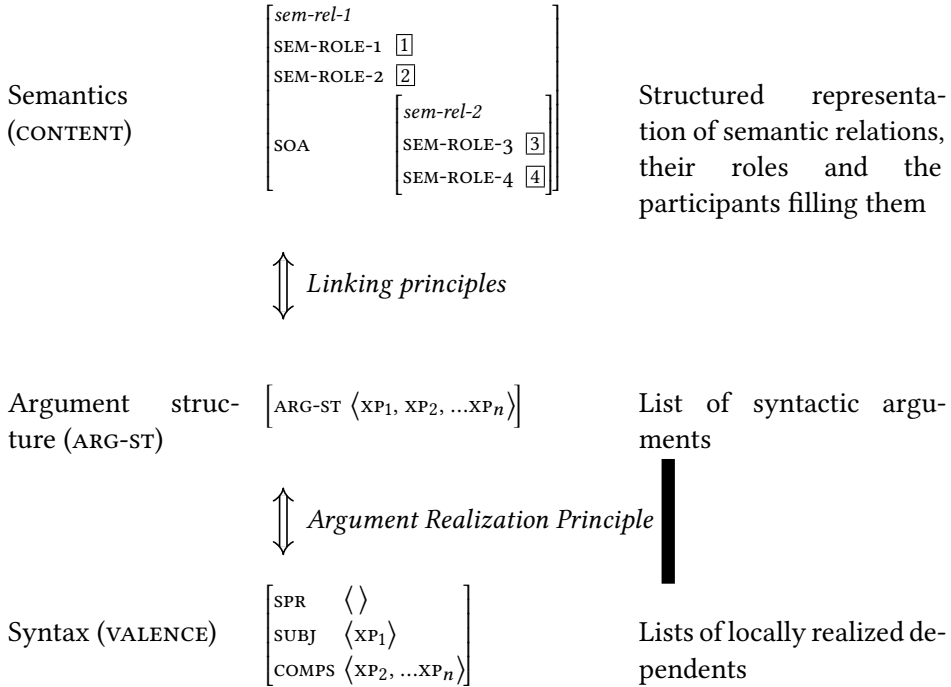 sem-rel-1
SEM-ROLE-1 1
SEM-ROLE-2 2
Semantics
(CONTENT)
SOA
sem-rel-2
SEM-ROLE-3 3
SEM-ROLE-4 4
Structured representa-
tion of semantic relations,
their roles and the
participants filling them
Linking principles
Argument struc-
ture (ARG-ST)
ARG-ST ⟨XP1, XP2, ...XPn⟩
List of syntactic argu-
ments
Argument Realization Principle
Syntax (VALENCE)
SPR ⟨ ⟩
SUBJ ⟨XP1⟩
COMPS ⟨XP2, ...XPn⟩
Lists of locally realized de-
pendents